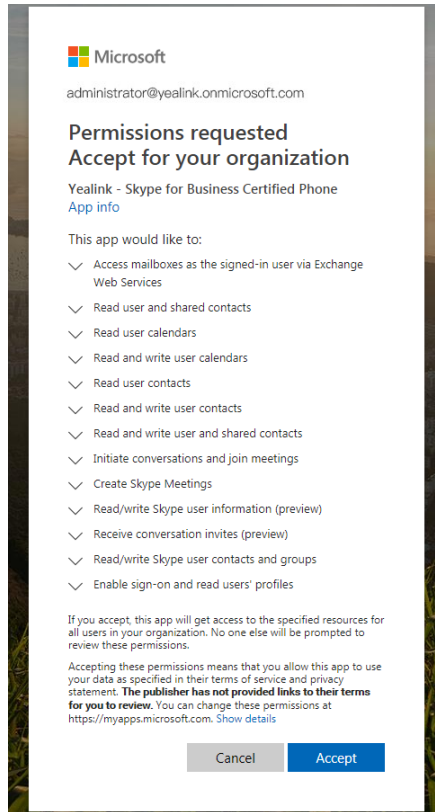 Microsoft
administrator@yealink.onmicrosoft.com
Permissions requested
Accept for your organization
Yealink - Skype for Business Certified Phone
App info
This app would like to:
Access mailboxes as the signed-in user via Exchange
Web Services
Read user and shared contacts
Read user calendars
Read and write user calendars
Read user contacts
Read and write user contacts
Read and write user and shared contacts
Initiate conversations and join meetings
Create Skype Meetings
Read/write Skype user information (preview)
Receive conversation invites (preview)
Read/write Skype user contacts and groups
Enable sign-on and read users' profiles
If you accept, this app will get access to the specified resources for
all users in your organization. No one else will be prompted to
review these permissions.
Accepting these permissions means that you allow this app to use
your data as specified in their terms of service and privacy
statement. The publisher has not provided links to their terms
for you to review. You can change these permissions at
https://myapps.microsoft.com. Show details
Cancel
Accept